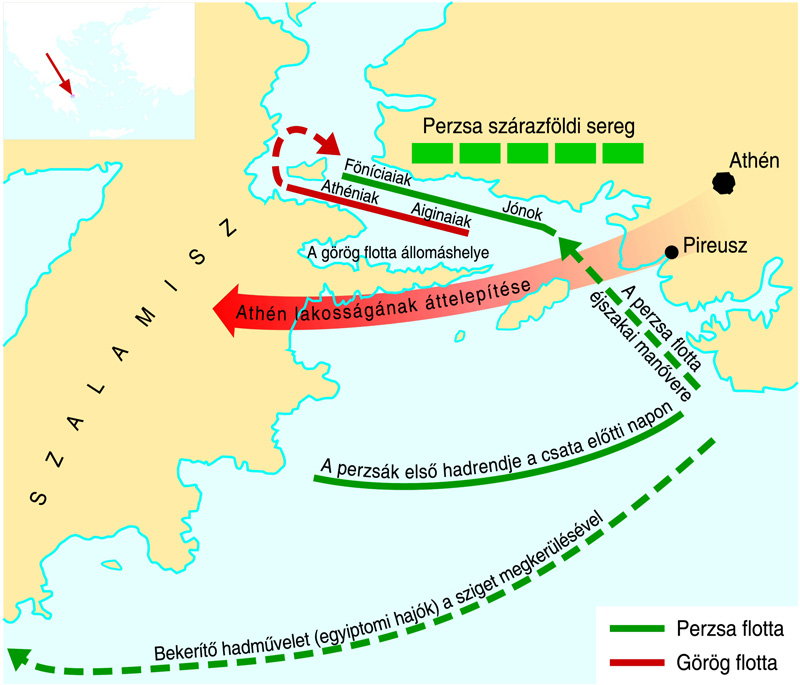 Perzsa szárazföldi sereg
Athén
Föníciaiak
Athéniak
Aiginaiak
Jónok
Pireusz
A görög flotta állomáshelye
SZALAMISZ
Athén lakosságának áttelepítése
A perzsa flotta
éjszakai manővere
A perzsák első hadrendje a csata előtti napon
Bekerítő hadművelet (egyiptomi hajók) a sziget megkerülésével
Perzsa flotta
Görög flotta